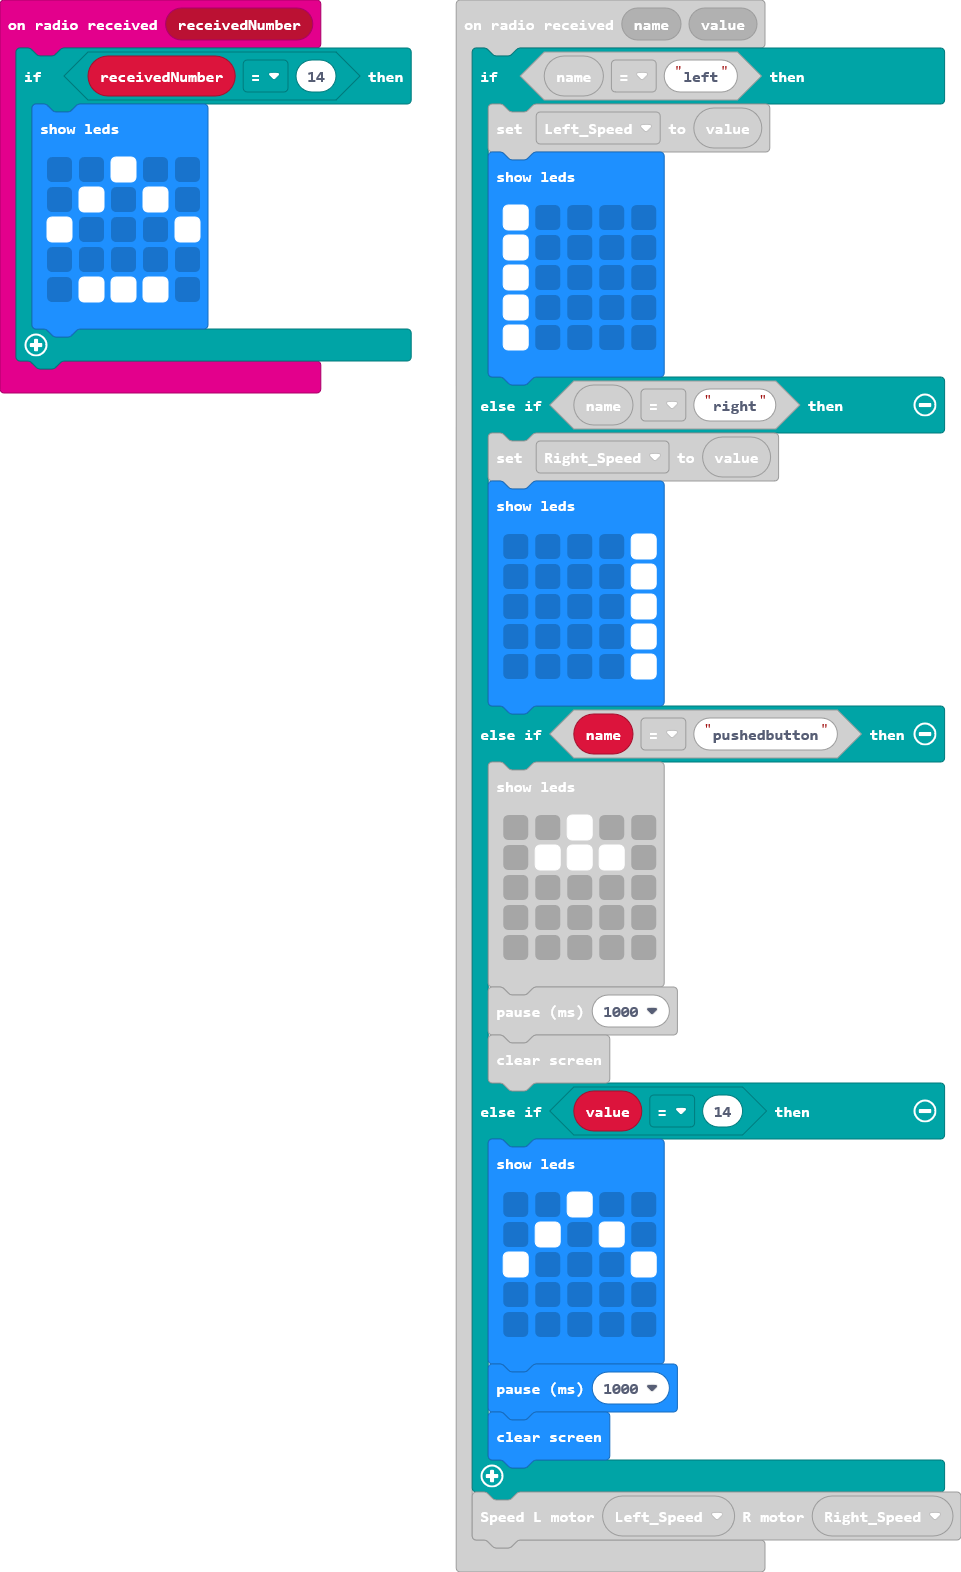 on radio received receivedNumber
if receivedNumber = 14 then
show leds
on radio received name value
if name = "left" then
set Left_Speed to value
show leds
else if name = "right" then
set Right_Speed to value
show leds
else if name = "pushedbutton" then
show leds
pause (ms) 1000
clear screen
else if value = 14 then
show leds
pause (ms) 1000
clear screen
Speed L motor Left_Speed R motor Right_Speed